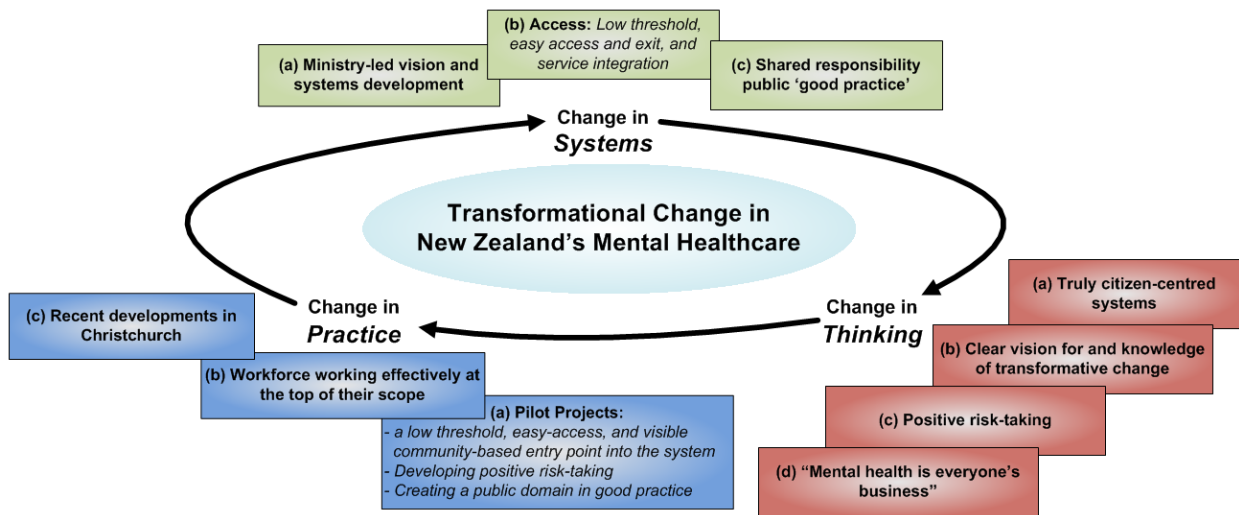 (b) Access: Low threshold,
easy access and exit, and
service integration
(a) Ministry-led vision and
systems development
(c) Shared responsibility
public ‘good practice’
Change in
Systems
Transformational Change in
New Zealand’s Mental Healthcare
(a) Truly citizen-centred
systems
(b) Clear vision for and knowledge
of transformative change
(c) Positive risk-taking
(d) “Mental health is everyone’s
business”
Change in
Thinking
Change in
Practice
(c) Recent developments in
Christchurch
(b) Workforce working effectively at
the top of their scope
(a) Pilot Projects:
- a low threshold, easy-access, and visible
community-based entry point into the system
- Developing positive risk-taking
- Creating a public domain in good practice